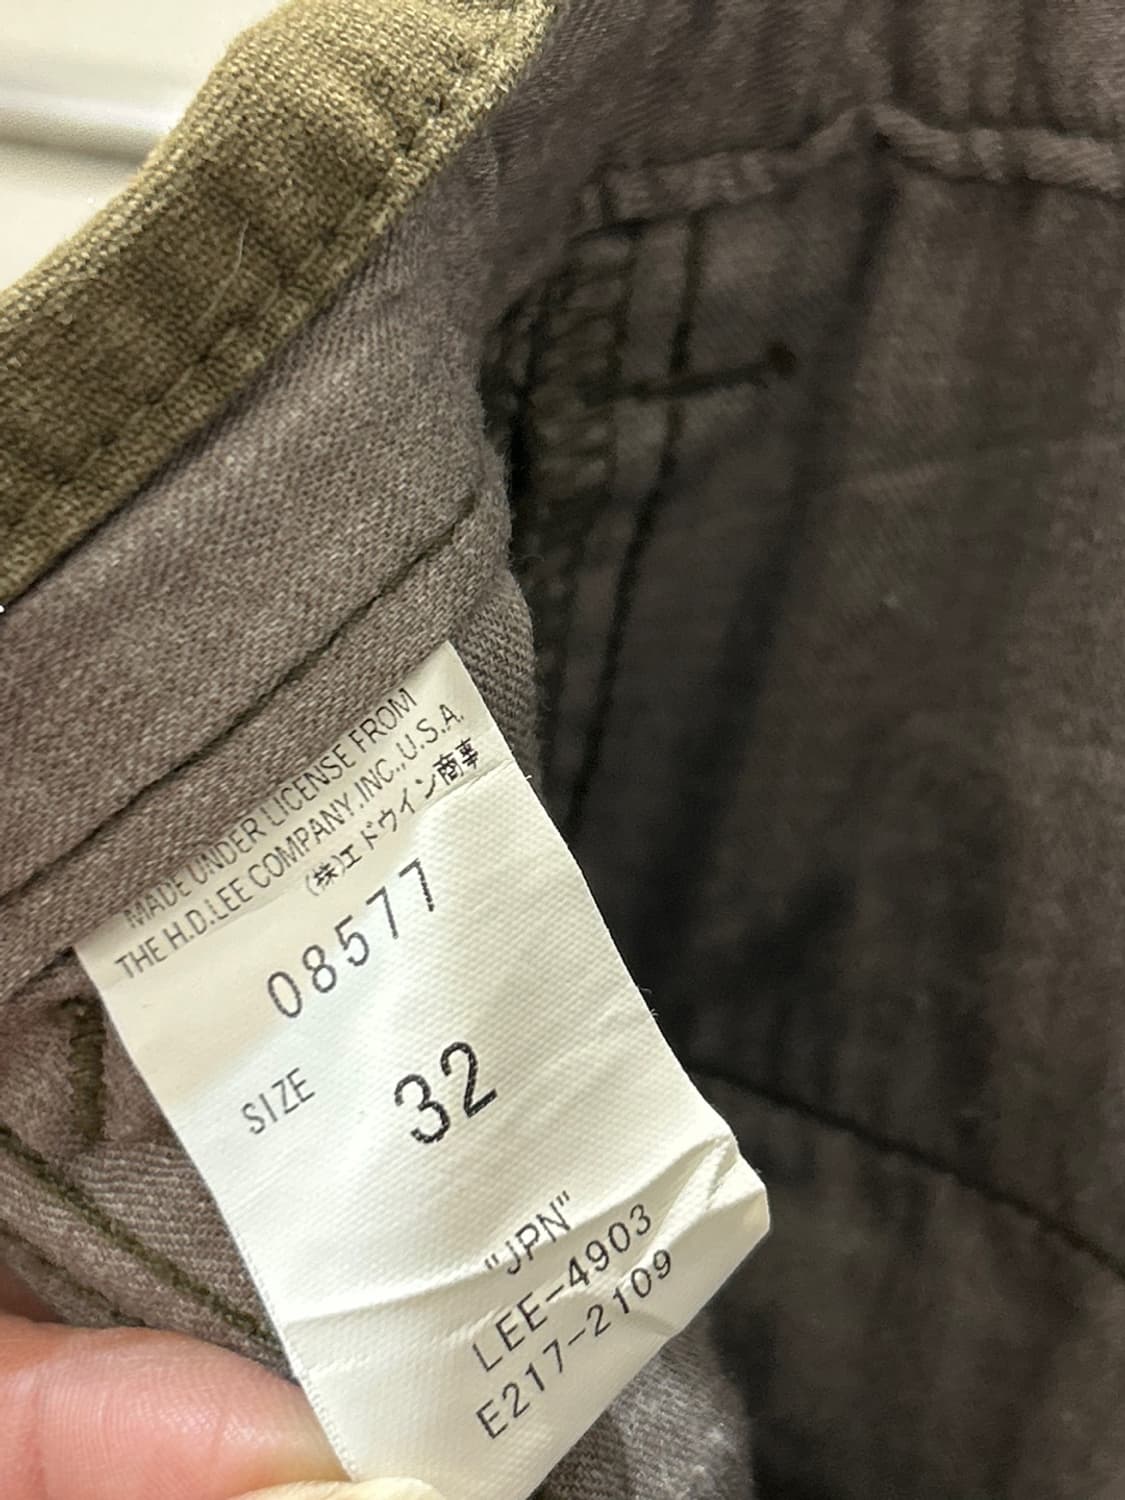 MADE UNDER LICENSE FROM
THE H.D.LEE COMPANY,INC.,U.S.A.
(株)エドウイン商事
08577
SIZE 32
"JPN"
LEE-4903
E217-2109